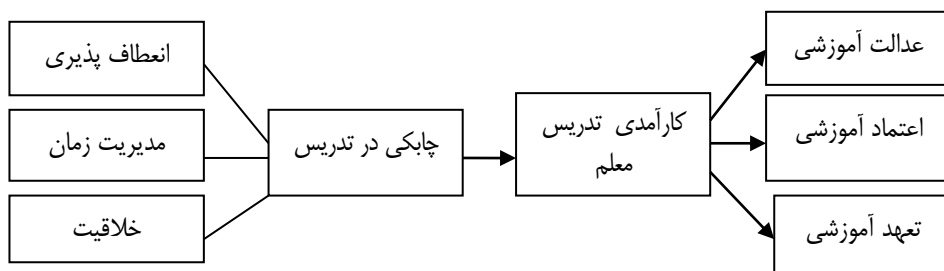 انعطاف پذیری
مدیریت زمان
خلاقیت
چابکی در تدریس
کارآمدی تدریس
معلم
عدالت آموزشی
اعتماد آموزشی
تعهد آموزشی